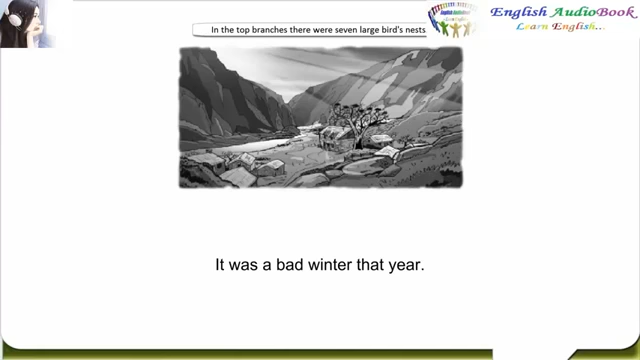 In the top branches there were seven large bird's nests
English AudioBook
Learn English...
It was a bad winter that year.